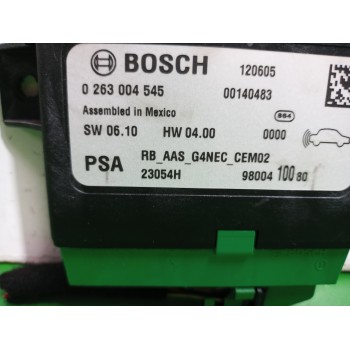 BOSCH 120605
0 263 004 545 00140483
Assembled in Mexico 664
SW 06.10 HW 04.00 0000
PSA RB_AAS_G4NEC_CEM02
23054H 98004 100 80